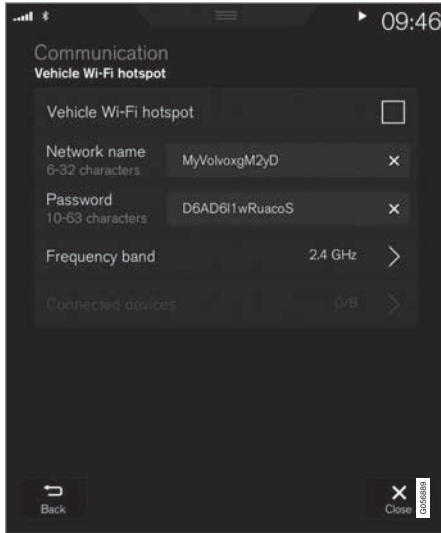 09:46
Communication
Vehicle Wi-Fi hotspot
Vehicle Wi-Fi hotspot
Network name
6-32 characters
MyVolvoxgM2yD
Password
10-63 characters
D6AD6l1wRuacoS
Frequency band
2.4 GHz
Connected devices
0/8
Back
Close
G056889